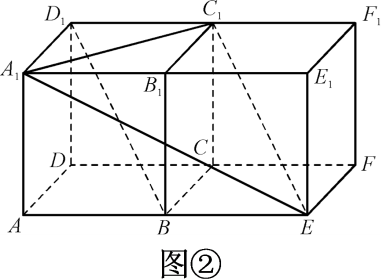 D₁ C₁ F₁
A₁ B₁ E₁
D C F
A B E
图②